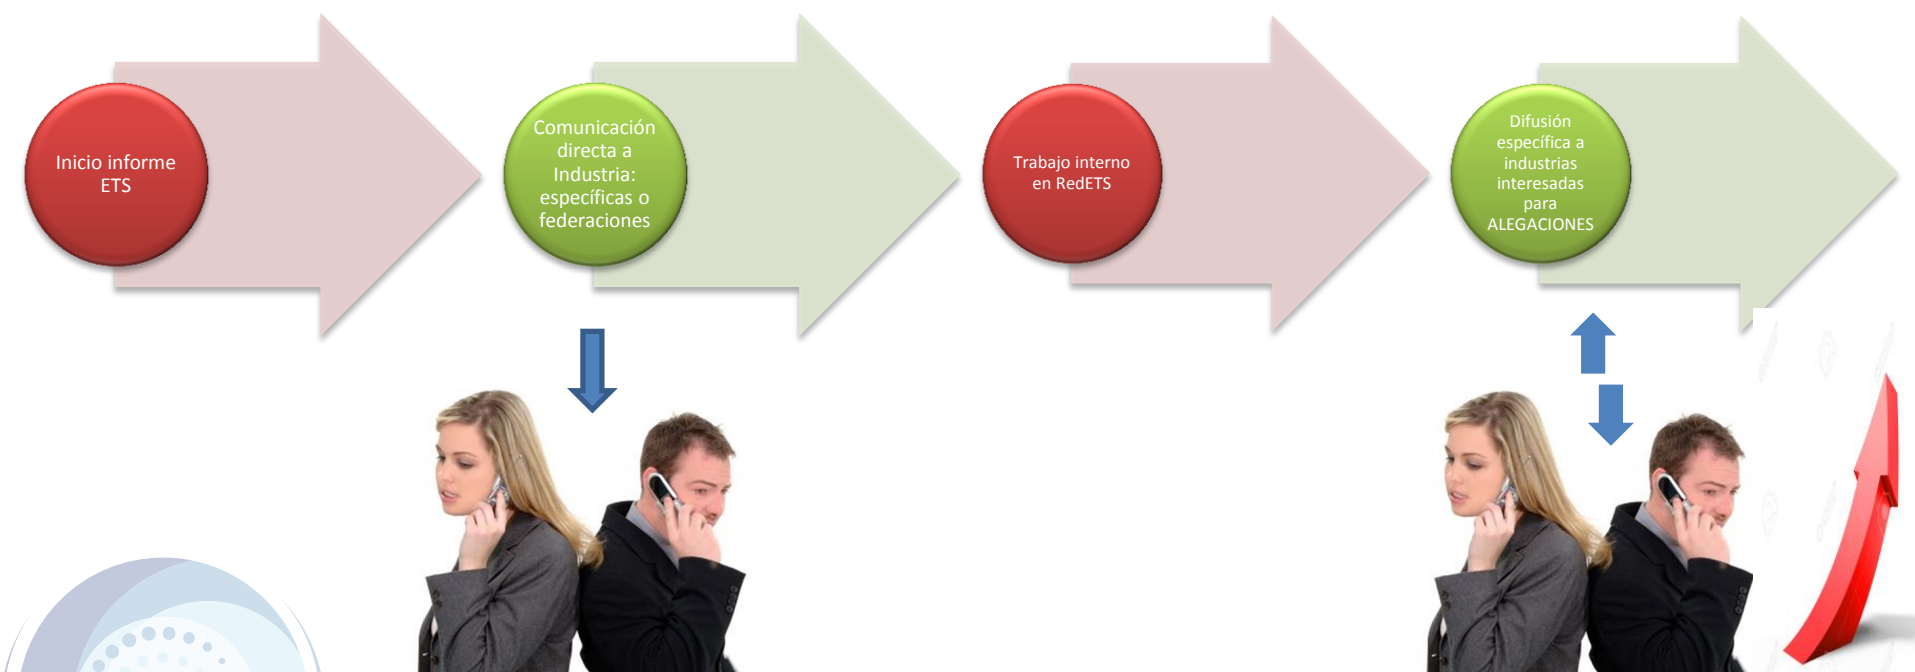 Inicio informe
ETS
Comunicación
directa a
Industria:
específicas o
federaciones
Trabajo interno
en RedETS
Difusión
específica a
industrias
interesadas
para
ALEGACIONES